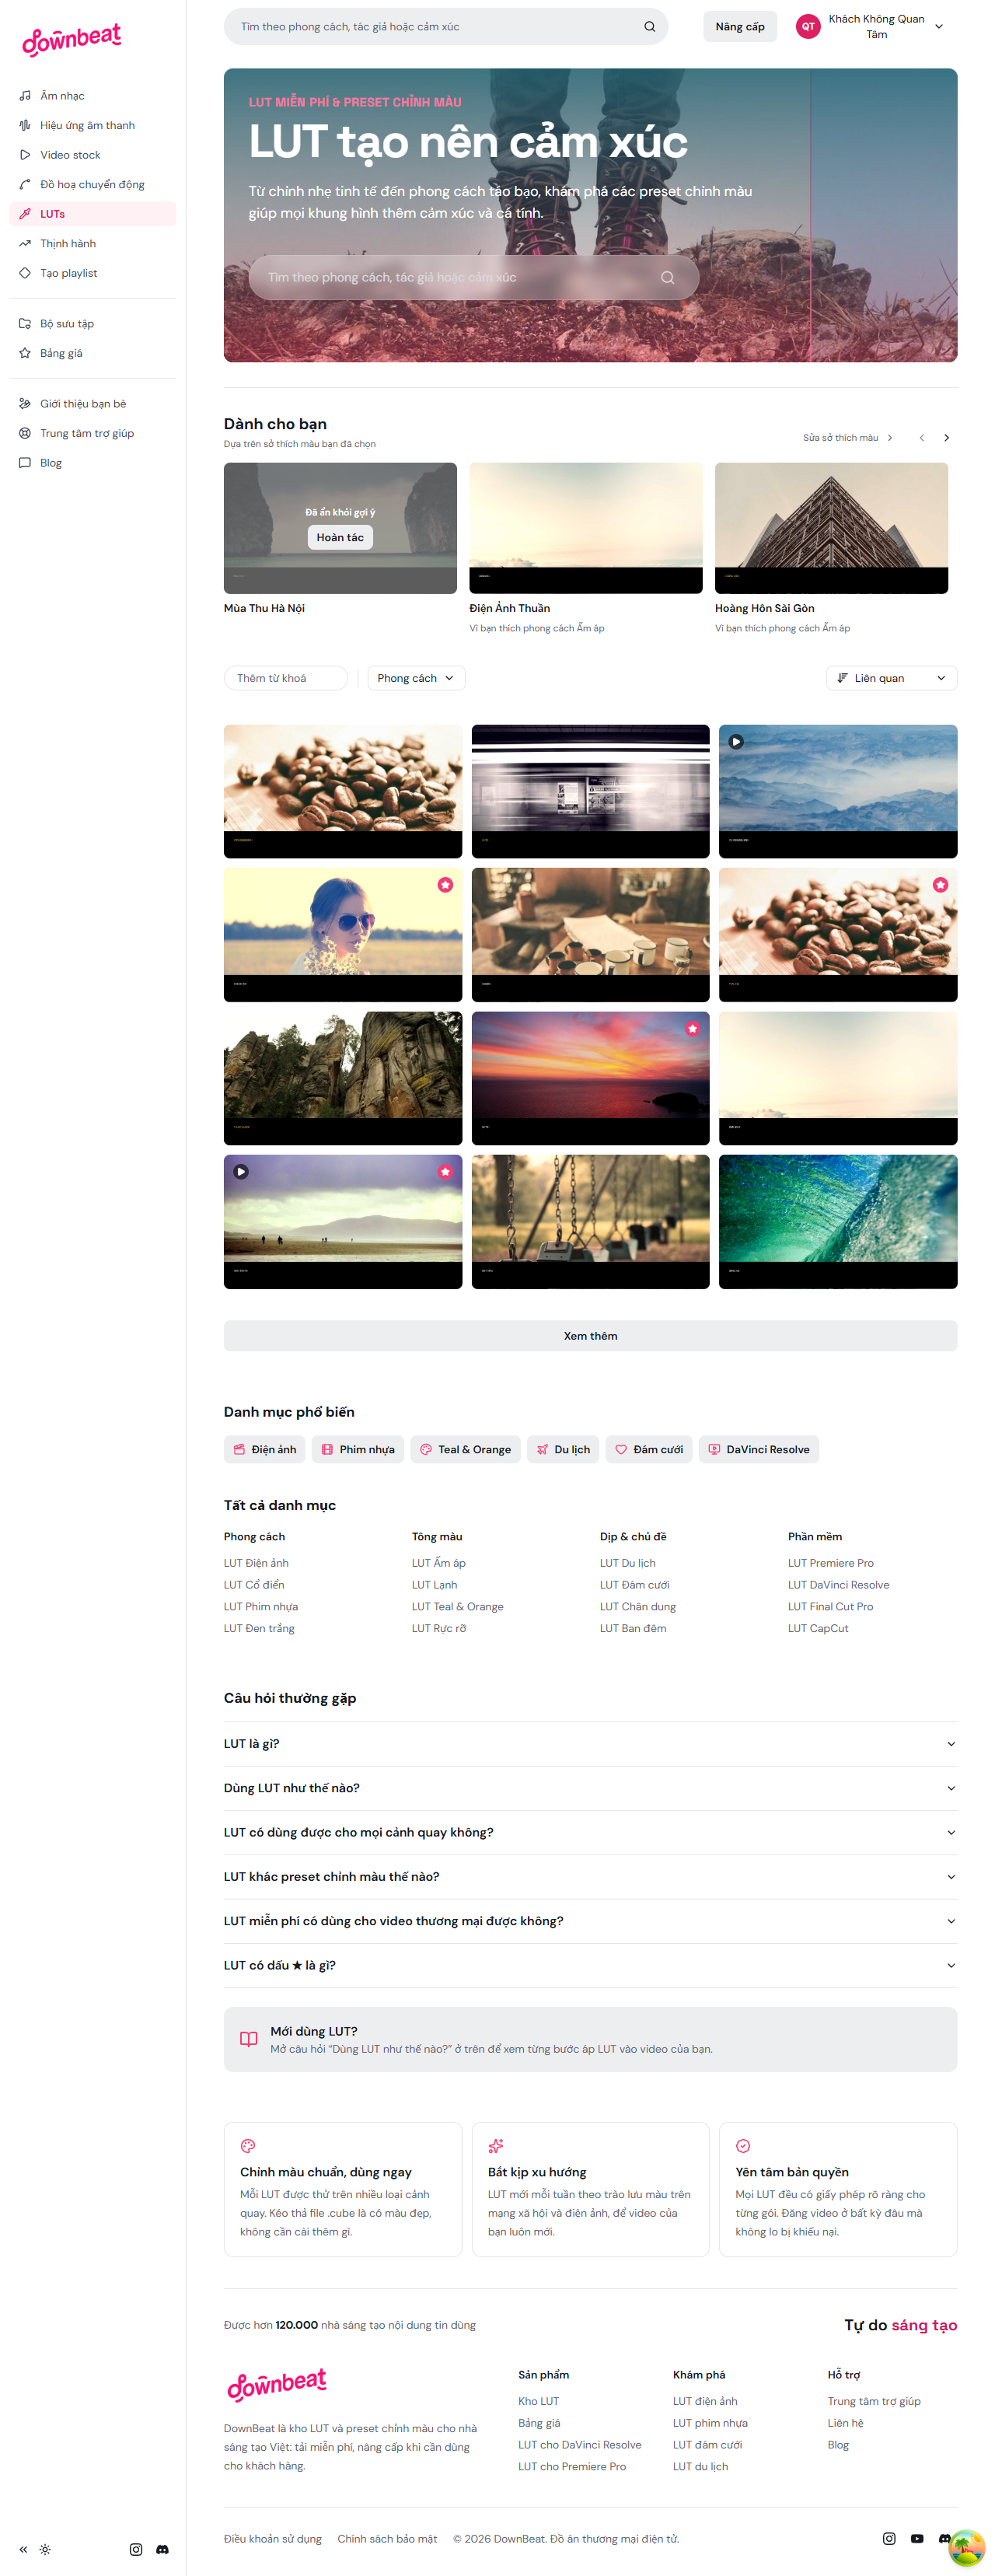 downbeat
Tìm theo phong cách, tác giả hoặc cảm xúc
Nâng cấp
QT
Khách Không Quan
Tâm
Âm nhạc
Hiệu ứng âm thanh
Video stock
Đồ hoạ chuyển động
LUTs
Thịnh hành
Tạo playlist
Bộ sưu tập
Bảng giá
Giới thiệu bạn bè
Trung tâm trợ giúp
Blog
LUT MIỄN PHÍ & PRESET CHỈNH MÀU
LUT tạo nên cảm xúc
Từ chỉnh nhẹ tinh tế đến phong cách táo bạo, khám phá các preset chỉnh màu
giúp mọi khung hình thêm cảm xúc và cá tính.
Tìm theo phong cách, tác giả hoặc cảm xúc
Dành cho bạn
Dựa trên sở thích màu bạn đã chọn
Sửa sở thích màu
Đã ẩn khỏi gợi ý
Hoàn tác
Mùa Thu Hà Nội
Điện Ảnh Thuần
Vì bạn thích phong cách Ấm áp
Hoàng Hôn Sài Gòn
Vì bạn thích phong cách Ấm áp
Thêm từ khoá
Phong cách
Liên quan
Xem thêm
Danh mục phổ biến
Điện ảnh
Phim nhựa
Teal & Orange
Du lịch
Đám cưới
DaVinci Resolve
Tất cả danh mục
Phong cách
LUT Điện ảnh
LUT Cổ điển
LUT Phim nhựa
LUT Đen trắng
Tông màu
LUT Ấm áp
LUT Lạnh
LUT Teal & Orange
LUT Rực rỡ
Dịp & chủ đề
LUT Du lịch
LUT Đám cưới
LUT Chân dung
LUT Ban đêm
Phần mềm
LUT Premiere Pro
LUT DaVinci Resolve
LUT Final Cut Pro
LUT CapCut
Câu hỏi thường gặp
LUT là gì?
Dùng LUT như thế nào?
LUT có dùng được cho mọi cảnh quay không?
LUT khác preset chỉnh màu thế nào?
LUT miễn phí có dùng cho video thương mại được không?
LUT có dấu ★ là gì?
Mới dùng LUT?
Mở câu hỏi “Dùng LUT như thế nào?” ở trên để xem từng bước áp LUT vào video của bạn.
Chỉnh màu chuẩn, dùng ngay
Mỗi LUT được thử trên nhiều loại cảnh
quay. Kéo thả file .cube là có màu đẹp,
không cần cài thêm gì.
Bắt kịp xu hướng
LUT mới mỗi tuần theo trào lưu màu trên
mạng xã hội và điện ảnh, để video của
bạn luôn mới.
Yên tâm bản quyền
Mọi LUT đều có giấy phép rõ ràng cho
từng gói. Đăng video ở bất kỳ đâu mà
không lo bị khiếu nại.
Được hơn 120.000 nhà sáng tạo nội dung tin dùng
Tự do sáng tạo
downbeat
DownBeat là kho LUT và preset chỉnh màu cho nhà
sáng tạo Việt: tải miễn phí, nâng cấp khi cần dùng
cho khách hàng.
Sản phẩm
Kho LUT
Bảng giá
LUT cho DaVinci Resolve
LUT cho Premiere Pro
Khám phá
LUT điện ảnh
LUT phim nhựa
LUT đám cưới
LUT du lịch
Hỗ trợ
Trung tâm trợ giúp
Liên hệ
Blog
Điều khoản sử dụng
Chính sách bảo mật
© 2026 DownBeat. Đồ án thương mại điện tử.